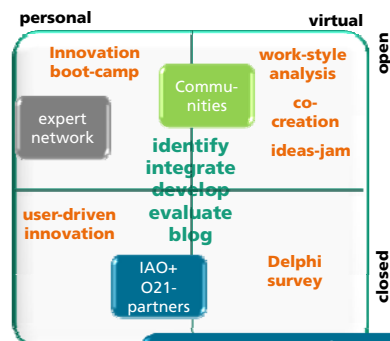 personal
virtual
Innovation
boot-camp
work-style
analysis
open
Commu-
nities
expert
network
co-
creation
ideas-jam
identify
integrate
develop
evaluate
blog
user-driven
innovation
IAO+
O21-
partners
Delphi
survey
closed